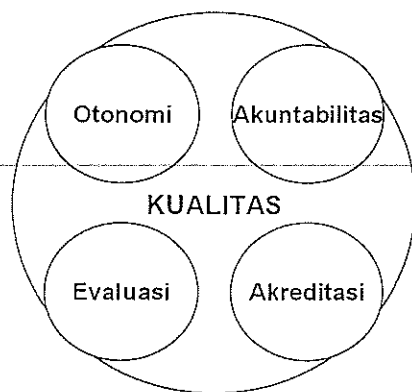 Otonomi
Akuntabilitas
KUALITAS
Evaluasi
Akreditasi